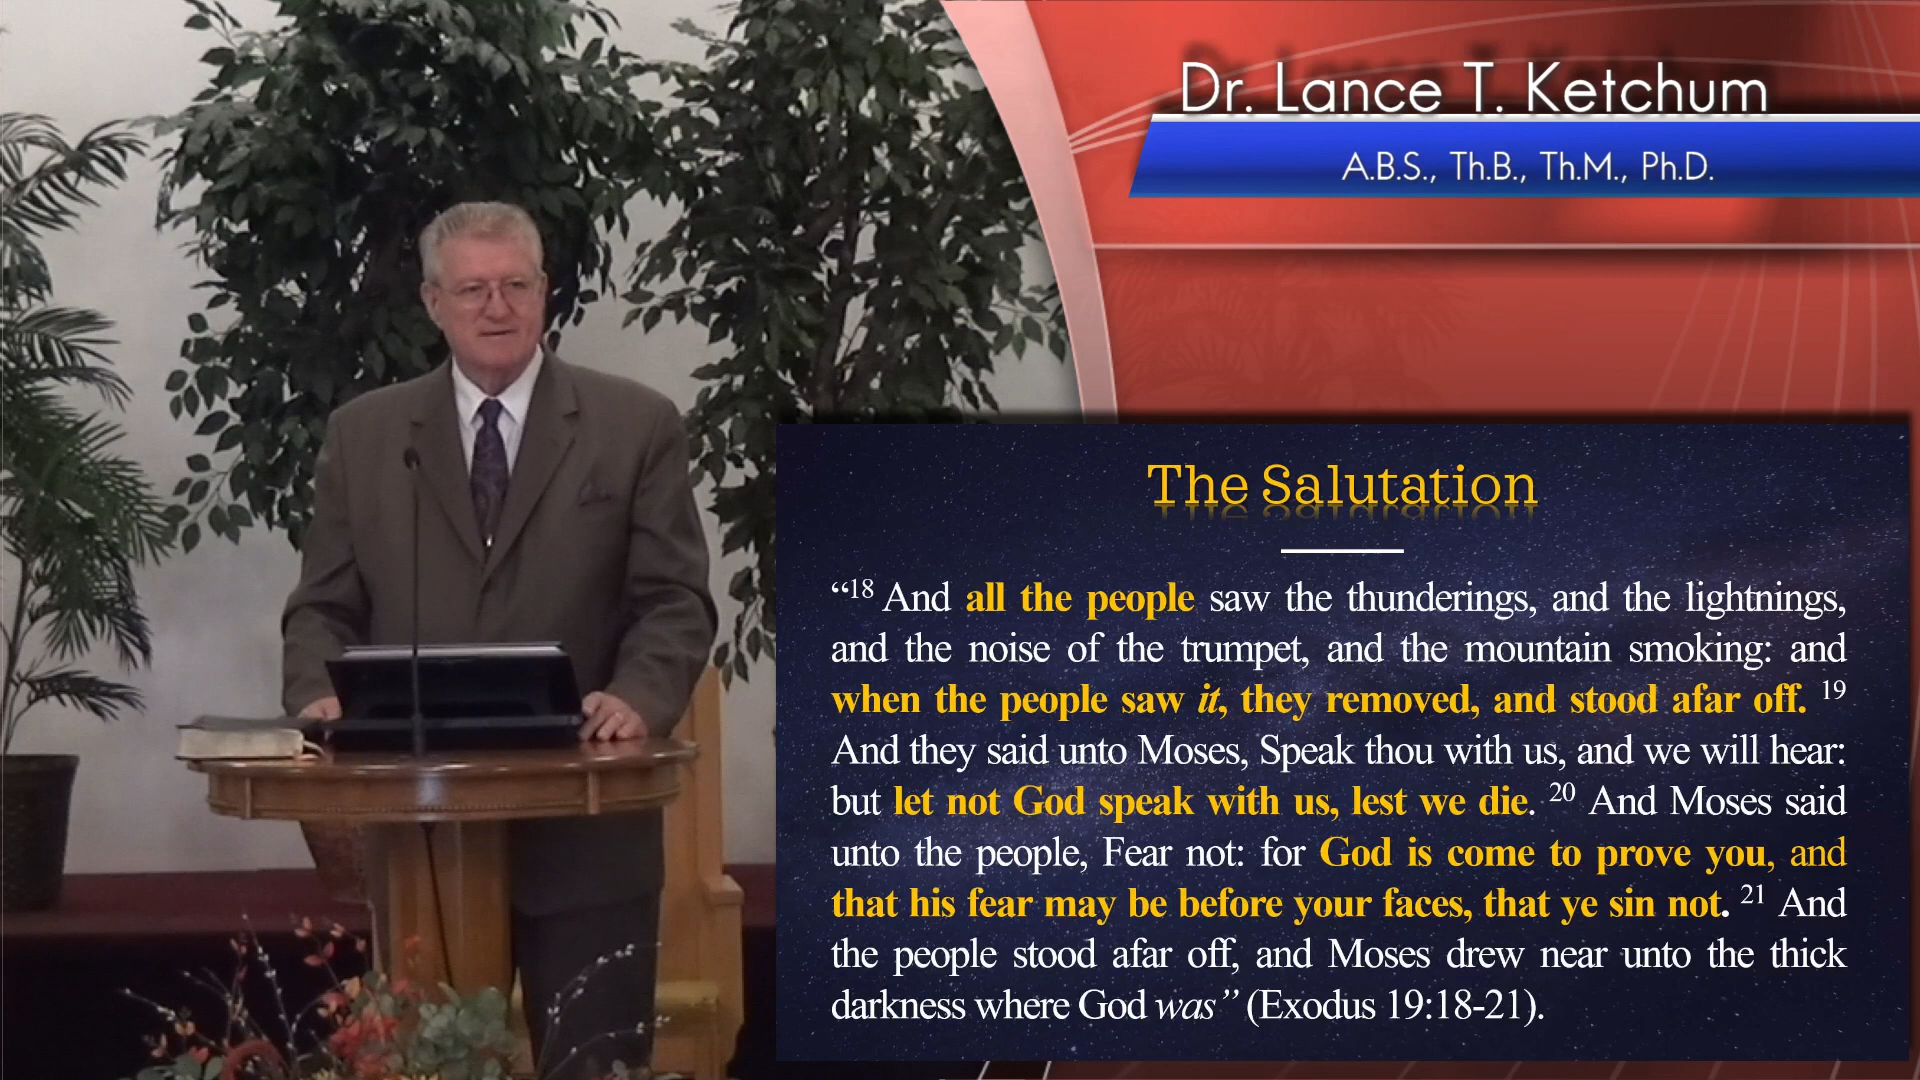 Dr. Lance T. Ketchum
A.B.S., Th.B., Th.M., Ph.D.
The Salutation
“18 And all the people saw the thunderings, and the lightnings,
and the noise of the trumpet, and the mountain smoking: and
when the people saw it, they removed, and stood afar off. 19
And they said unto Moses, Speak thou with us, and we will hear:
but let not God speak with us, lest we die. 20 And Moses said
unto the people, Fear not: for God is come to prove you, and
that his fear may be before your faces, that ye sin not. 21 And
the people stood afar off, and Moses drew near unto the thick
darkness where God was” (Exodus 19:18-21).